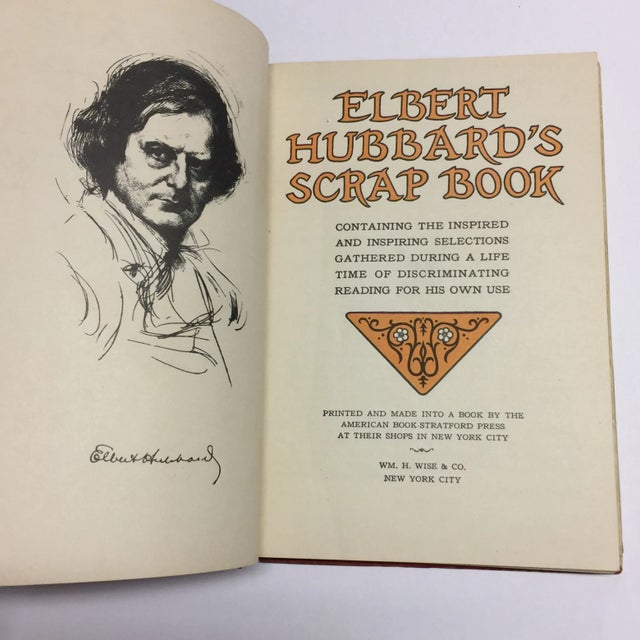 Elbert Hubbard
ELBERT
HUBBARD'S
SCRAP BOOK
CONTAINING THE INSPIRED
AND INSPIRING SELECTIONS
GATHERED DURING A LIFE
TIME OF DISCRIMINATING
READING FOR HIS OWN USE
PRINTED AND MADE INTO A BOOK BY THE
AMERICAN BOOK-STRATFORD PRESS
AT THEIR SHOPS IN NEW YORK CITY
WM. H. WISE & CO.
NEW YORK CITY